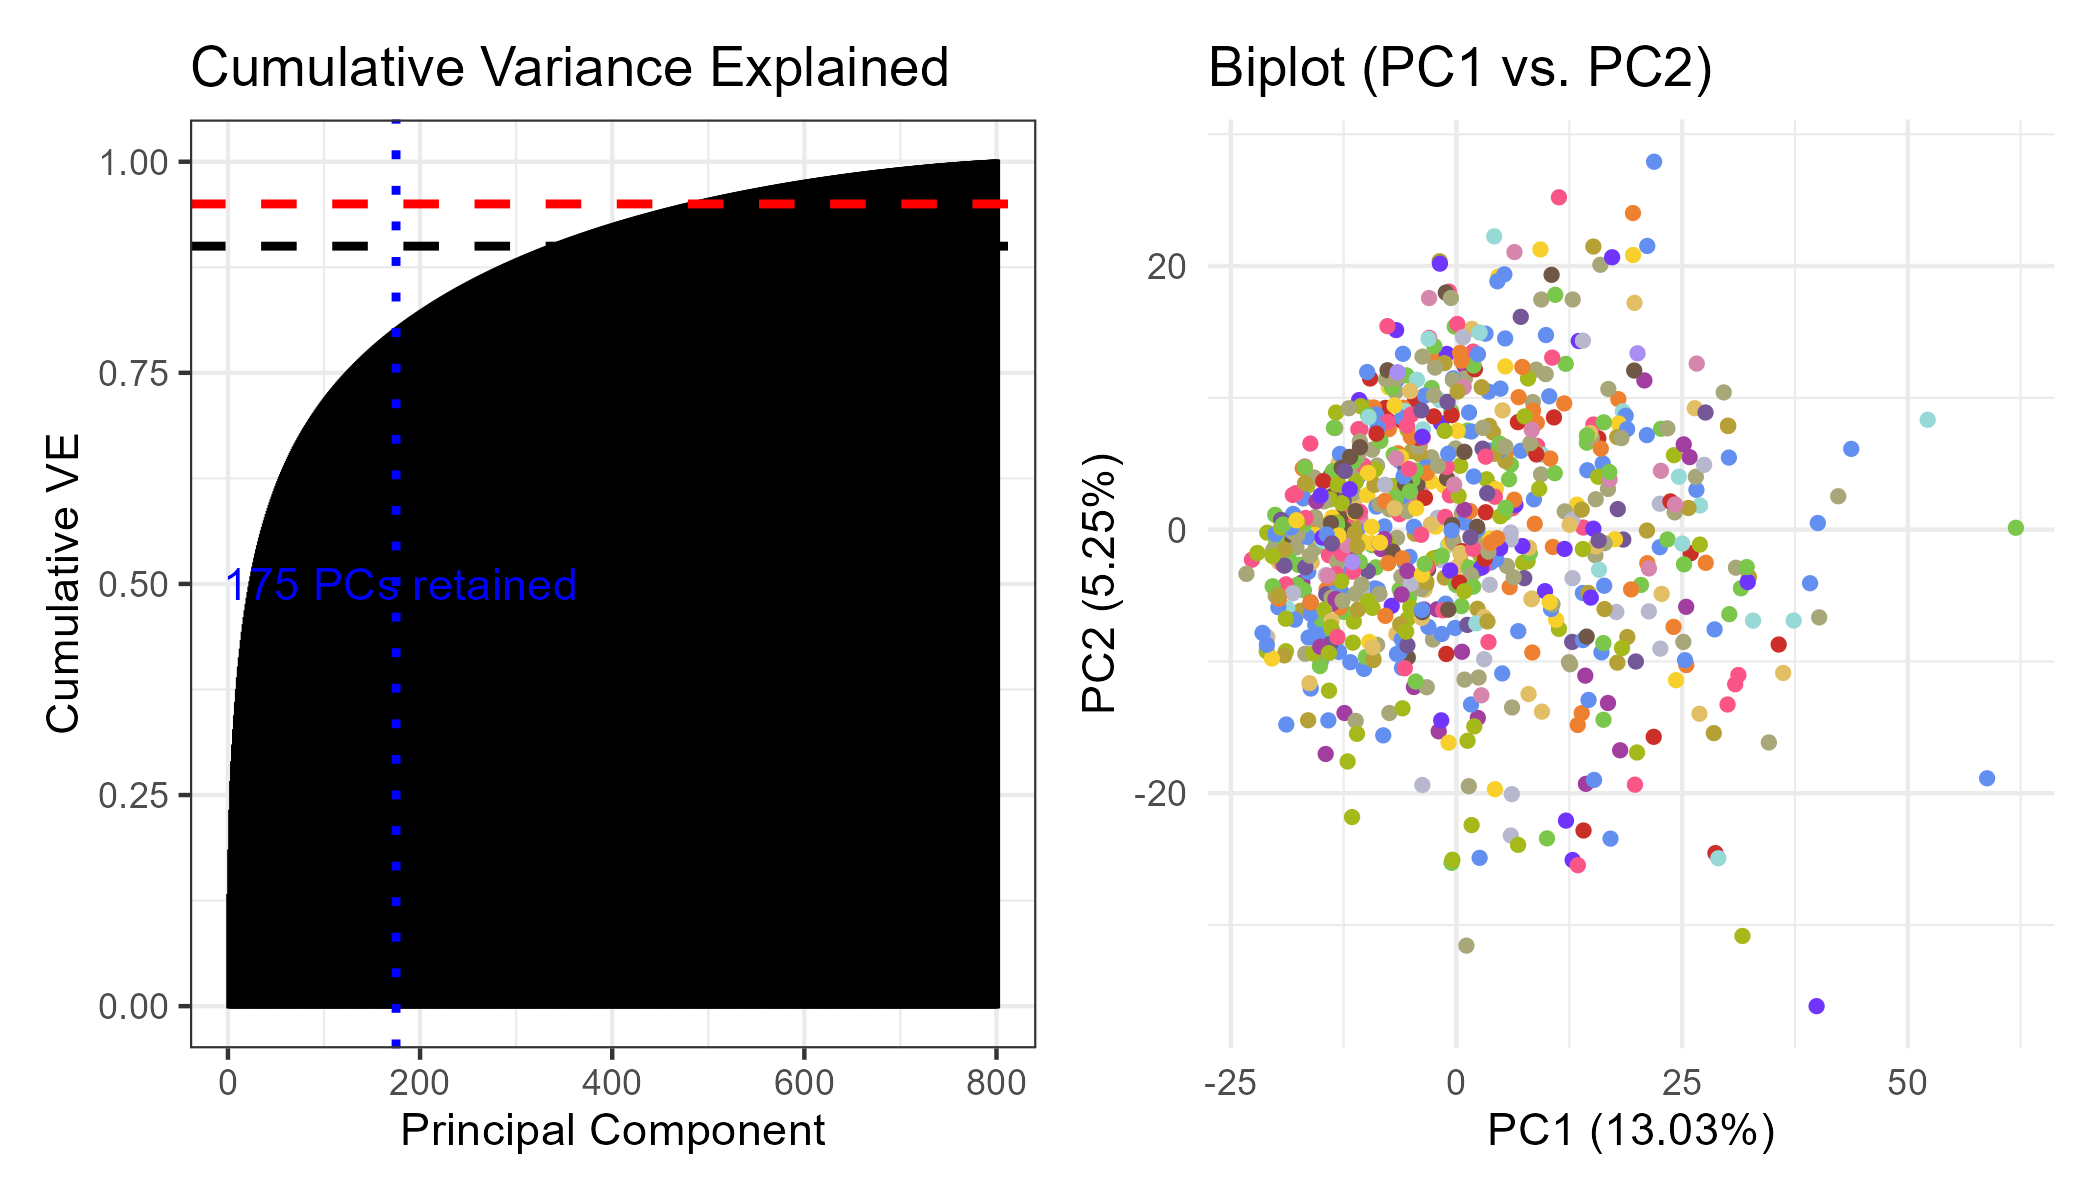 Cumulative Variance Explained
Cumulative VE
1.00
0.75
0.50
0.25
0.00
175 PCs retained
0 200 400 600 800
Principal Component
Biplot (PC1 vs. PC2)
PC2 (5.25%)
20
0
-20
-25 0 25 50
PC1 (13.03%)